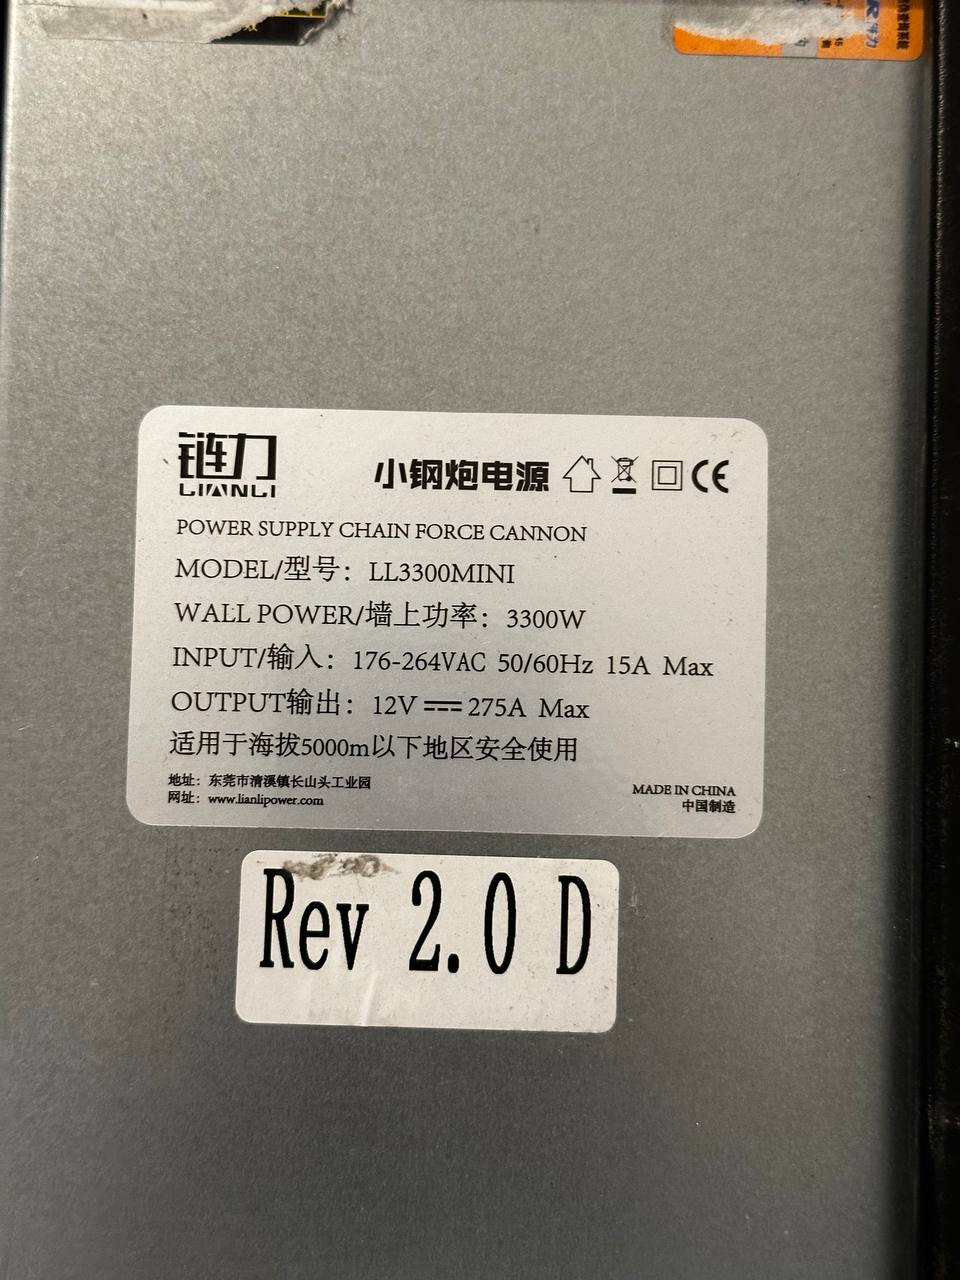 链力
LIANLI
小钢炮电源 CE
POWER SUPPLY CHAIN FORCE CANNON
MODEL/型号：LL3300MINI
WALL POWER/墙上功率：3300W
INPUT/输入：176-264VAC 50/60Hz 15A Max
OUTPUT输出：12V⎓275A Max
适用于海拔5000m以下地区安全使用
地址：东莞市清溪镇长山头工业园
网址：www.lianlipower.com
MADE IN CHINA
中国制造
Rev 2.0 D